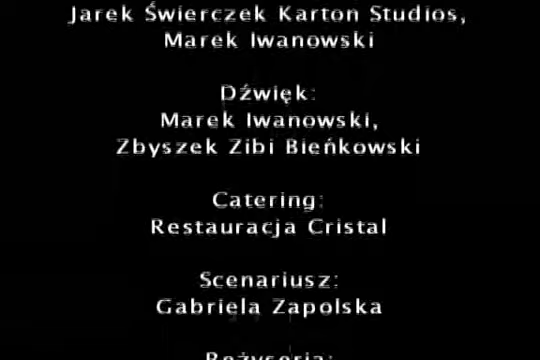 Jarek Świerczek Karton Studios,
Marek Iwanowski
Dźwięk:
Marek Iwanowski,
Zbyszek Zibi Bieńkowski
Catering:
Restauracja Cristal
Scenariusz:
Gabriela Zapolska
Reżyseria: